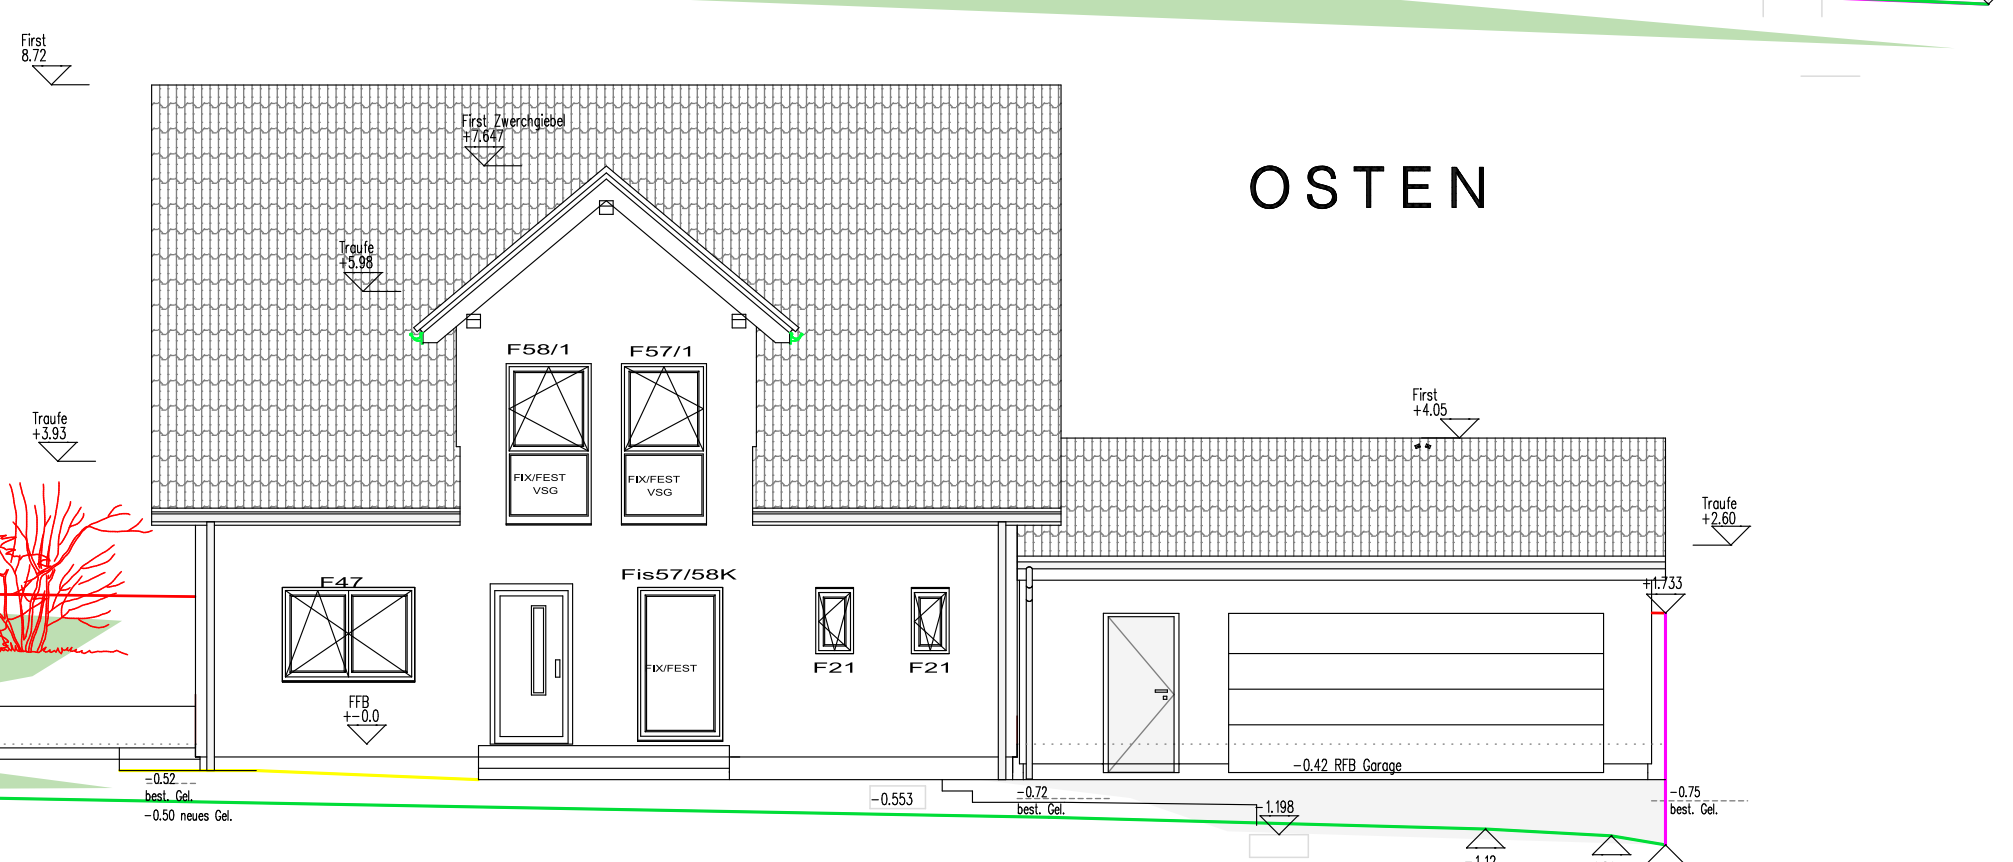 First
8.72
First Zwerchgiebel
+7.647
OSTEN
Traufe
+5.98
F58/1
F57/1
First
+4.05
Traufe
+3.93
FIX/FEST
VSG
FIX/FEST
VSG
Traufe
+2.60
F47
Fis57/58K
+1.733
FIX/FEST
F21
F21
FFB
+-0.0
-0.42 RFB Garage
-0.52
best. Gel.
-0.50 neues Gel.
-0.553
-0.72
best. Gel.
-1.198
-0.75
best. Gel.
-1.12